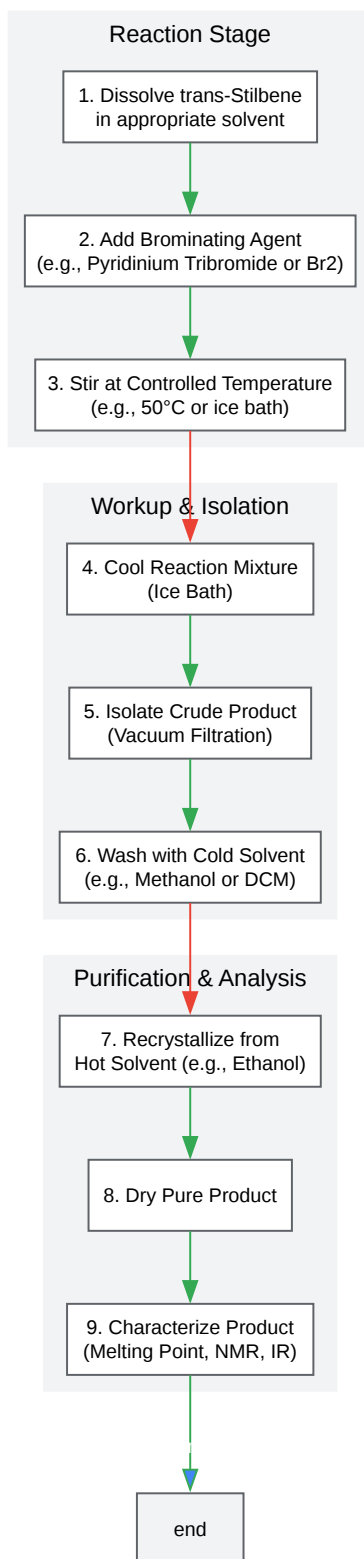 Reaction Stage
1. Dissolve trans-Stilbene
in appropriate solvent
2. Add Brominating Agent
(e.g., Pyridinium Tribromide or Br2)
3. Stir at Controlled Temperature
(e.g., 50°C or ice bath)
Workup & Isolation
4. Cool Reaction Mixture
(Ice Bath)
5. Isolate Crude Product
(Vacuum Filtration)
6. Wash with Cold Solvent
(e.g., Methanol or DCM)
Purification & Analysis
7. Recrystallize from
Hot Solvent (e.g., Ethanol)
8. Dry Pure Product
9. Characterize Product
(Melting Point, NMR, IR)
end